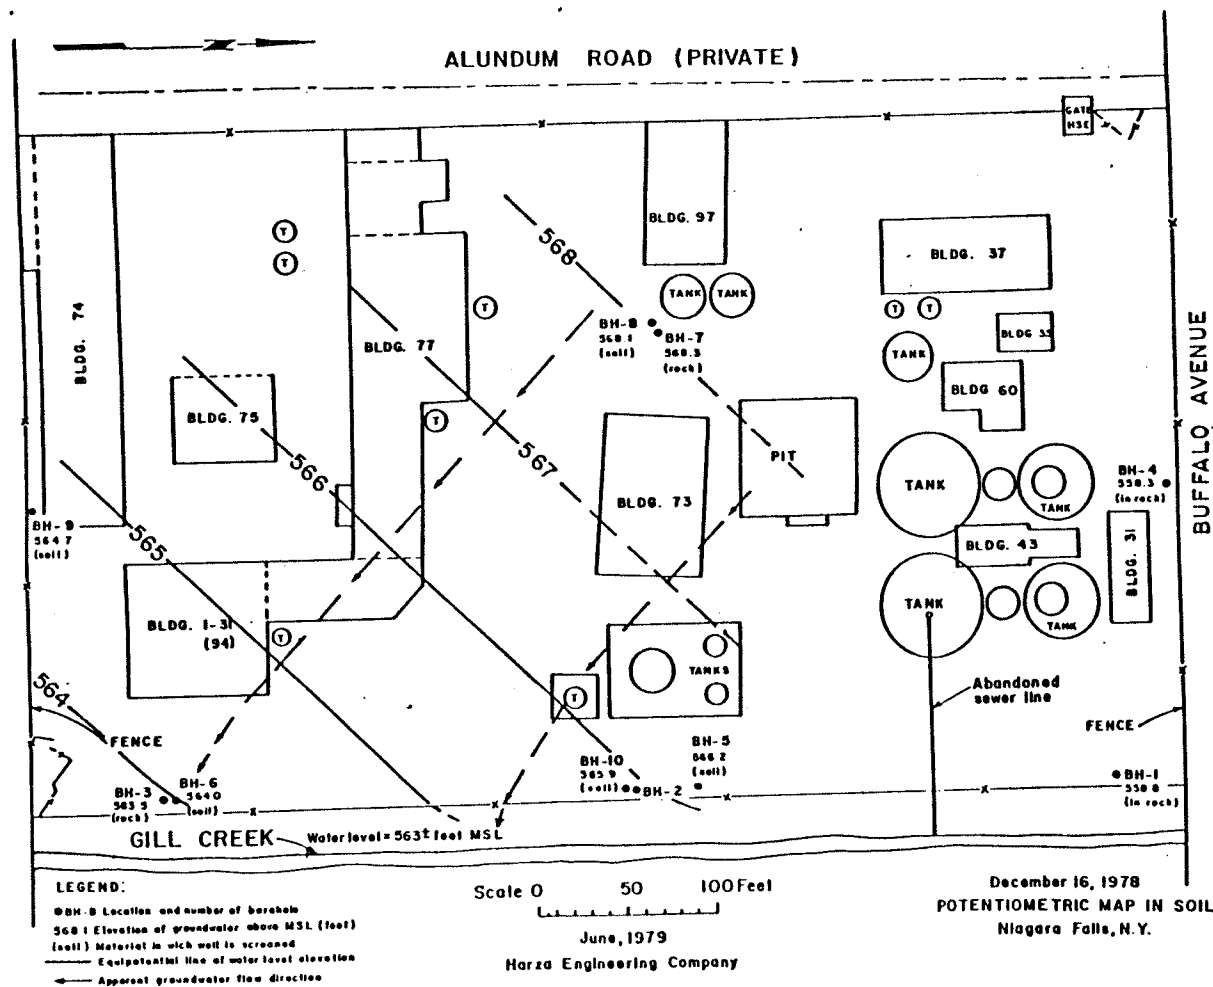 ALUNDUM ROAD (PRIVATE)
Z
GATE
HSE
BLDG. 97
568
BLDG. 37
T
T
TANK
TANK
T
T
T
BH-8
568.1
(soil)
BH-7
568.3
(rock)
BLDG 33
TANK
BLDG. 74
BLDG. 77
BLDG 60
BUFFALO AVENUE
BLDG. 75
T
567
PIT
566
BH-4
558.3
(in rock)
TANK
TANK
BLDG. 73
BH-9
564.7
(soil)
565
BLDG. 43
BLDG. 31
BLDG. 1-31
(94)
T
TANK
TANK
TANKS
564
T
Abandoned
sewer line
FENCE
FENCE
BH-5
566.2
(soil)
BH-10
565.9
(soil)
BH-2
BH-1
558.8
(in rock)
BH-3
563.5
(rock)
BH-6
564.0
(soil)
GILL CREEK
Water level = 563± feet MSL
LEGEND:
BH-8 Location and number of borehole
568.1 Elevation of groundwater above MSL (feet)
(soil) Material in wich well is screened
Equipotential line of water level elevation
Apparent groundwater flow direction
Scale 0 50 100 Feet
June, 1979
Harza Engineering Company
December 16, 1978
POTENTIOMETRIC MAP IN SOIL
Niagara Falls, N.Y.